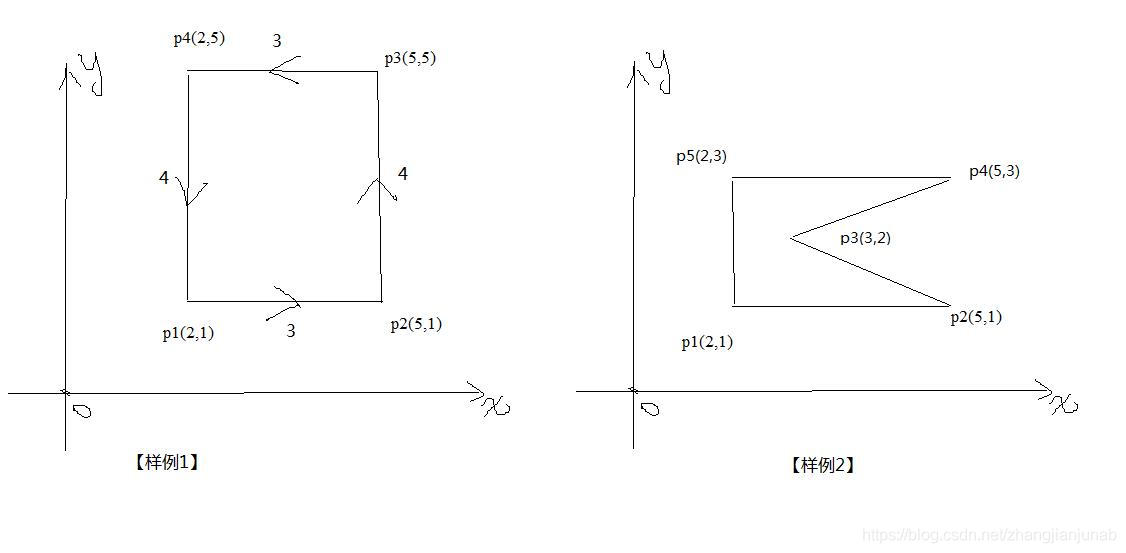 y
p4(2,5)
3
p3(5,5)
4
4
p1(2,1)
3
p2(5,1)
0
x
【样例1】
y
p5(2,3)
p4(5,3)
p3(3,2)
p2(5,1)
p1(2,1)
0
x
【样例2】
https://blog.csdn.net/zhangjianjunab